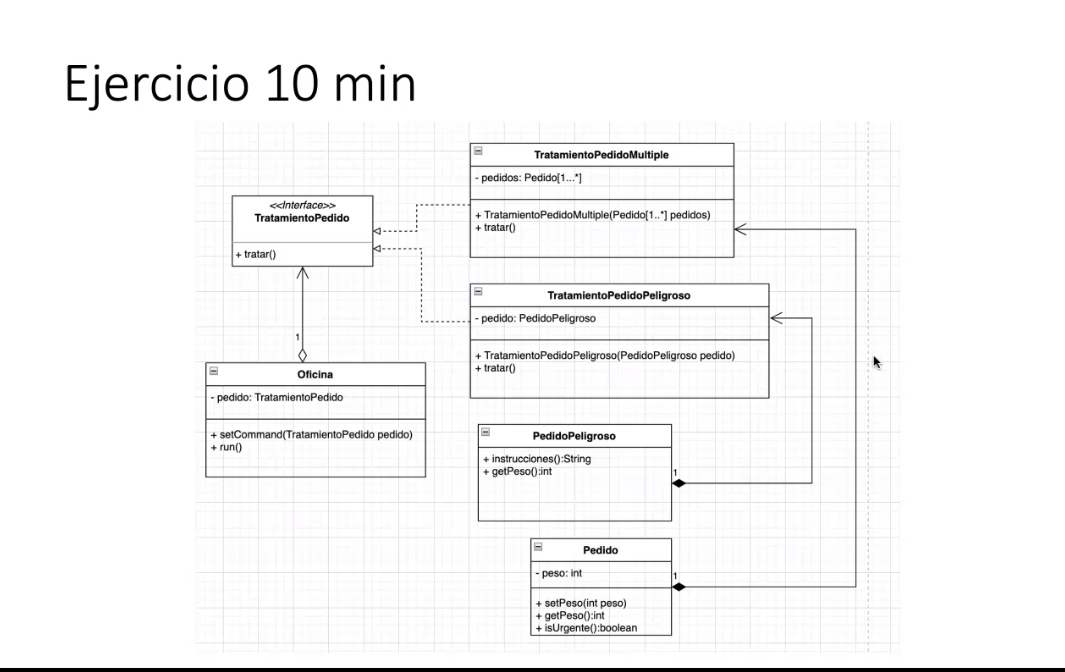 Ejercicio 10 min
TratamientoPedidoMultiple
- pedidos: Pedido[1...*]
+ TratamientoPedidoMultiple(Pedido[1..*] pedidos)
+ tratar()
<<Interface>>
TratamientoPedido
+ tratar()
TratamientoPedidoPeligroso
- pedido: PedidoPeligroso
+ TratamientoPedidoPeligroso(PedidoPeligroso pedido)
+ tratar()
1
Oficina
- pedido: TratamientoPedido
+ setCommand(TratamientoPedido pedido)
+ run()
PedidoPeligroso
+ instrucciones():String
+ getPeso():int
1
Pedido
- peso: int
1
+ setPeso(int peso)
+ getPeso():int
+ isUrgente():boolean